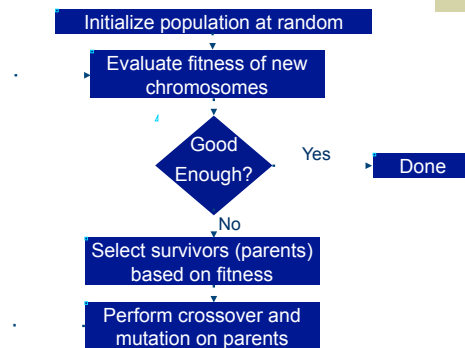 Initialize population at random
Evaluate fitness of new
chromosomes
Good
Enough?
Yes
Done
No
Select survivors (parents)
based on fitness
Perform crossover and
mutation on parents